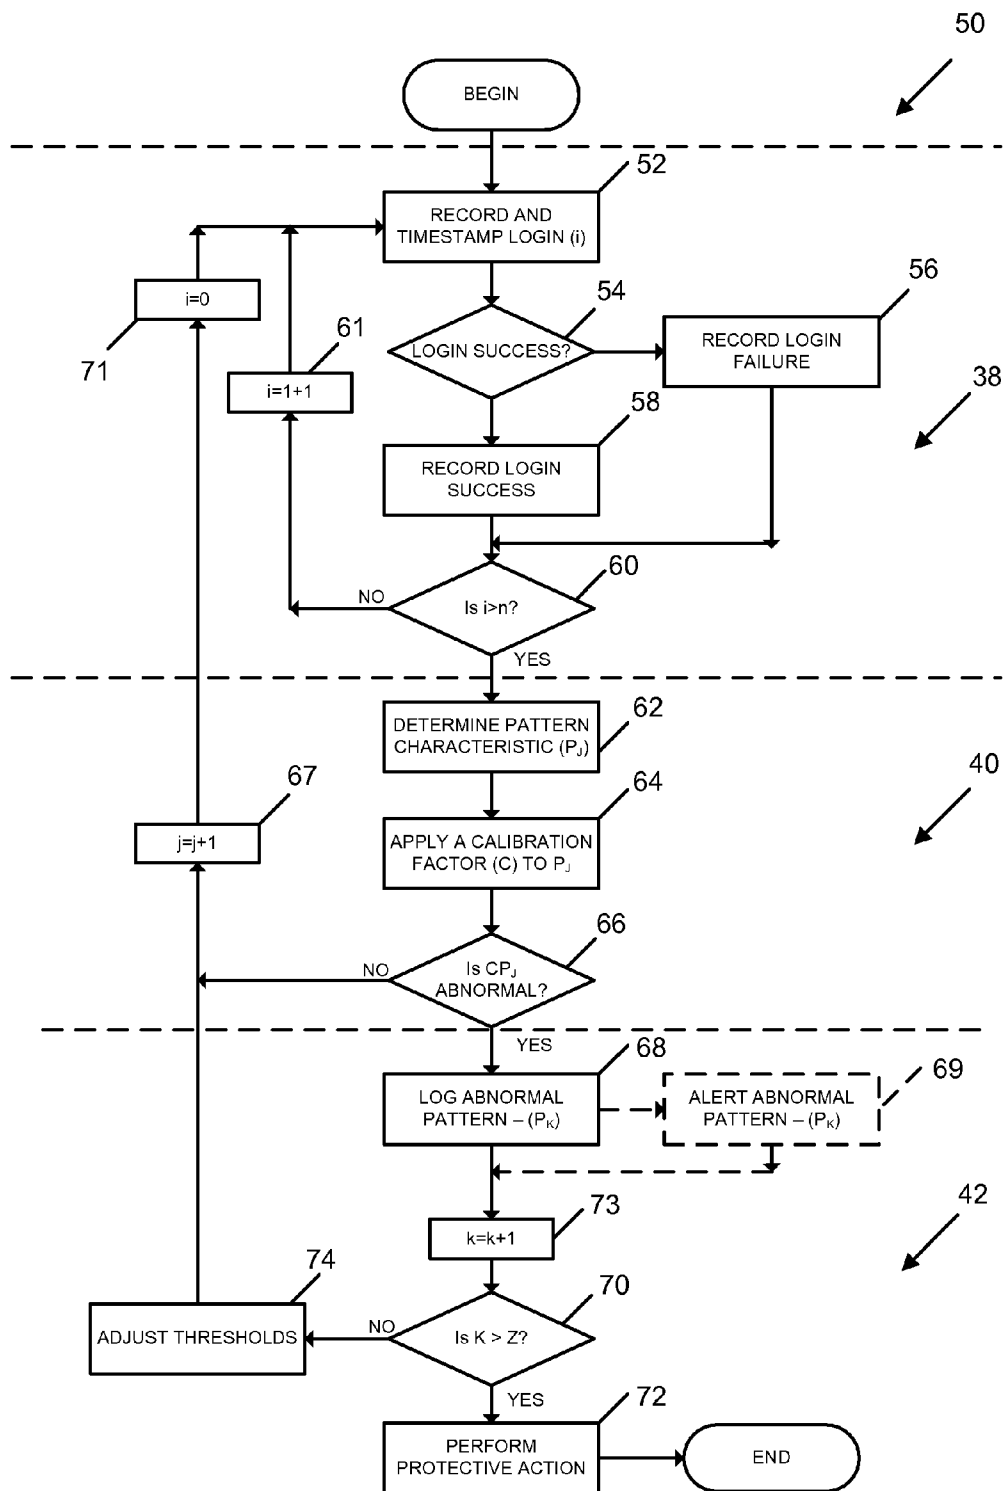 50
BEGIN
52
RECORD AND
TIMESTAMP LOGIN (i)
i=0
71
54
LOGIN SUCCESS?
56
RECORD LOGIN
FAILURE
61
i=1+1
38
58
RECORD LOGIN
SUCCESS
60
NO
Is i>n?
YES
62
DETERMINE PATTERN
CHARACTERISTIC (PJ)
67
j=j+1
64
APPLY A CALIBRATION
FACTOR (C) TO PJ
40
66
NO
Is CPJ
ABNORMAL?
YES
68
LOG ABNORMAL
PATTERN – (PK)
69
ALERT ABNORMAL
PATTERN – (PK)
73
k=k+1
42
74
ADJUST THRESHOLDS
70
NO
Is K > Z?
YES
72
PERFORM
PROTECTIVE ACTION
END